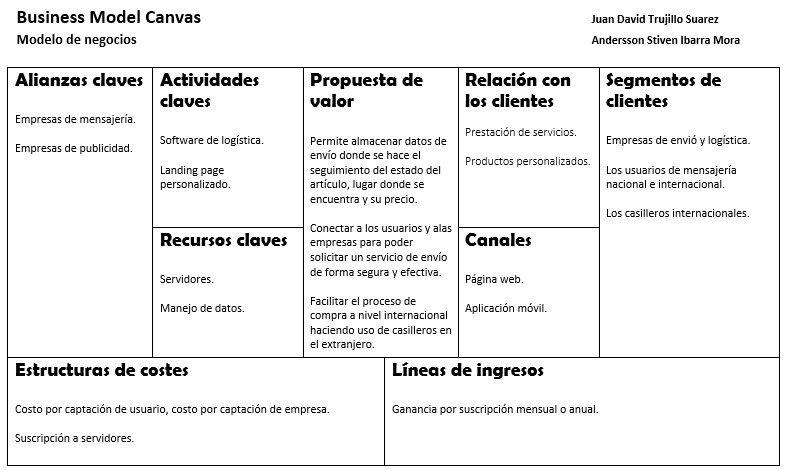 Business Model Canvas
Modelo de negocios
Juan David Trujillo Suarez
Andersson Stiven Ibarra Mora
Alianzas claves
Empresas de mensajería.
Empresas de publicidad.
Actividades
claves
Software de logística.
Landing page
personalizado.
Recursos claves
Servidores.
Manejo de datos.
Propuesta de
valor
Permite almacenar datos de
envío donde se hace el
seguimiento del estado del
artículo, lugar donde se
encuentra y su precio.
Conectar a los usuarios y alas
empresas para poder
solicitar un servicio de envío
de forma segura y efectiva.
Facilitar el proceso de
compra a nivel internacional
haciendo uso de casilleros en
el extranjero.
Relación con
los clientes
Prestación de servicios.
Productos personalizados.
Canales
Página web.
Aplicación móvil.
Segmentos de
clientes
Empresas de envió y logística.
Los usuarios de mensajería
nacional e internacional.
Los casilleros internacionales.
Estructuras de costes
Costo por captación de usuario, costo por captación de empresa.
Suscripción a servidores.
Líneas de ingresos
Ganancia por suscripción mensual o anual.